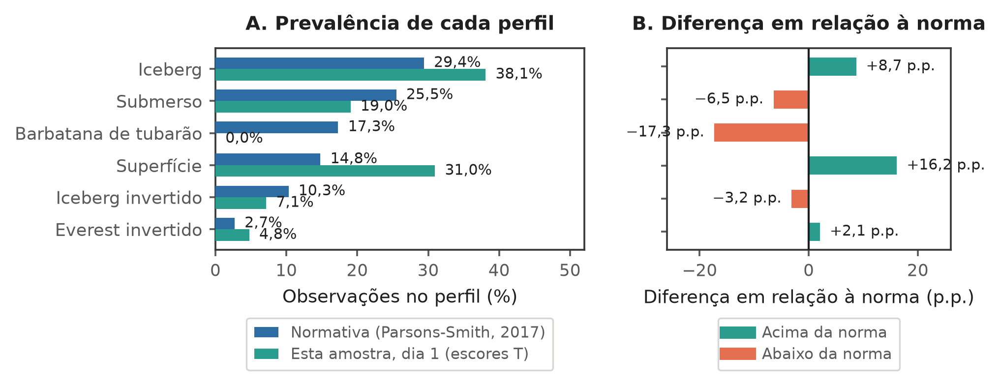 A. Prevalência de cada perfil
Iceberg
29,4%
38,1%
Submerso
25,5%
19,0%
Barbatana de tubarão
17,3%
0,0%
Superfície
14,8%
31,0%
Iceberg invertido
10,3%
7,1%
Everest invertido
2,7%
4,8%
0 10 20 30 40 50
Observações no perfil (%)
Normativa (Parsons-Smith, 2017)
Esta amostra, dia 1 (escores T)
B. Diferença em relação à norma
+8,7 p.p.
−6,5 p.p.
−17,3 p.p.
+16,2 p.p.
−3,2 p.p.
+2,1 p.p.
−20 0 20
Diferença em relação à norma (p.p.)
Acima da norma
Abaixo da norma